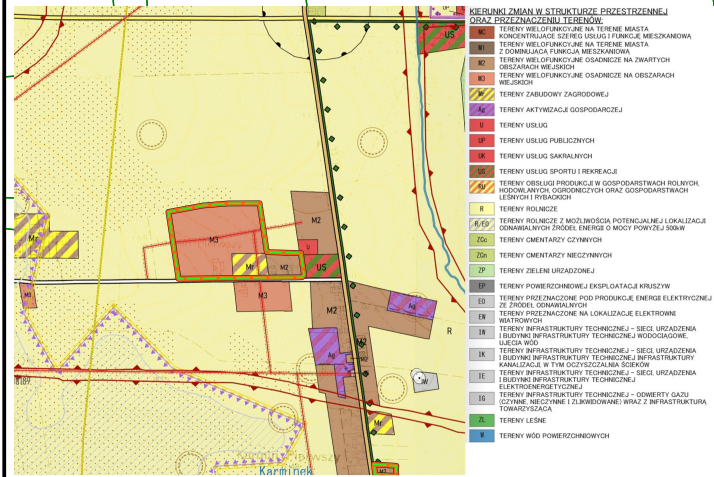 KIERUNKI ZMIAN W STRUKTURZE PRZESTRZENNEJ
ORAZ PRZEZNACZENIU TERENÓW:
MC TERENY WIELOFUNKCYJNE NA TERENIE MIASTA
KONCENTRUJĄCE SZEREG USŁUG I FUNKCJĘ MIESZKANIOWĄ
M1 TERENY WIELOFUNKCYJNE NA TERENIE MIASTA
Z DOMINUJĄCĄ FUNKCJĄ MIESZKANIOWĄ
M2 TERENY WIELOFUNKCYJNE OSADNICZE NA ZWARTYCH
OBSZARACH WIEJSKICH
M3 TERENY WIELOFUNKCYJNE OSADNICZE NA OBSZARACH
WIEJSKICH
Mr TERENY ZABUDOWY ZAGRODOWEJ
Ag TERENY AKTYWIZACJI GOSPODARCZEJ
U TERENY USŁUG
UP TERENY USŁUG PUBLICZNYCH
UK TERENY USŁUG SAKRALNYCH
US TERENY USŁUG SPORTU I REKREACJI
RU TERENY OBSŁUGI PRODUKCJI W GOSPODARSTWACH ROLNYCH,
HODOWLANYCH, OGRODNICZYCH ORAZ GOSPODARSTWACH
LEŚNYCH I RYBACKICH
R TERENY ROLNICZE
R/EO TERENY ROLNICZE Z MOŻLIWOŚCIĄ POTENCJALNEJ LOKALIZACJI
ODNAWIALNYCH ŹRÓDEŁ ENERGII O MOCY POWYŻEJ 500kW
ZCc TERENY CMENTARZY CZYNNYCH
ZCn TERENY CMENTARZY NIECZYNNYCH
ZP TERENY ZIELENI URZĄDZONEJ
EP TERENY POWIERZCHNIOWEJ EKSPLOATACJI KRUSZYW
EO TERENY PRZEZNACZONE POD PRODUKCJĘ ENERGII ELEKTRYCZNEJ
ZE ŹRÓDEŁ ODNAWIALNYCH
EW TERENY PRZEZNACZONE NA LOKALIZACJĘ ELEKTROWNI
WIATROWYCH
IW TERENY INFRASTRUKTURY TECHNICZNEJ – SIECI, URZĄDZENIA
I BUDYNKI INFRASTRUKTURY TECHNICZNEJ WODOCIĄGOWE,
UJĘCIA WÓD
IK TERENY INFRASTRUKTURY TECHNICZNEJ – SIECI, URZĄDZENIA
I BUDYNKI INFRASTRUKTURY TECHNICZNEJ INFRASTRUKTURY
KANALIZACJI, W TYM OCZYSZCZALNIA ŚCIEKÓW
IE TERENY INFRASTRUKTURY TECHNICZNEJ – SIECI, URZĄDZENIA
I BUDYNKI INFRASTRUKTURY TECHNICZNEJ
ELEKTROENERGETYCZNEJ
IG TERENY INFRASTRUKTURY TECHNICZNEJ – ODWIERTY GAZU
(CZYNNE, NIECZYNNE I ZLIKWIDOWANE) WRAZ Z INFRASTRUKTURĄ
TOWARZYSZĄCĄ
ZL TERENY LEŚNE
W TERENY WÓD POWIERZCHNIOWYCH
UP
US
M2
M3
U
Mr
Mr
M2
US
M3
M3
M2
Ag
R
M2
Ag
IW
Mr
Karminek
M3